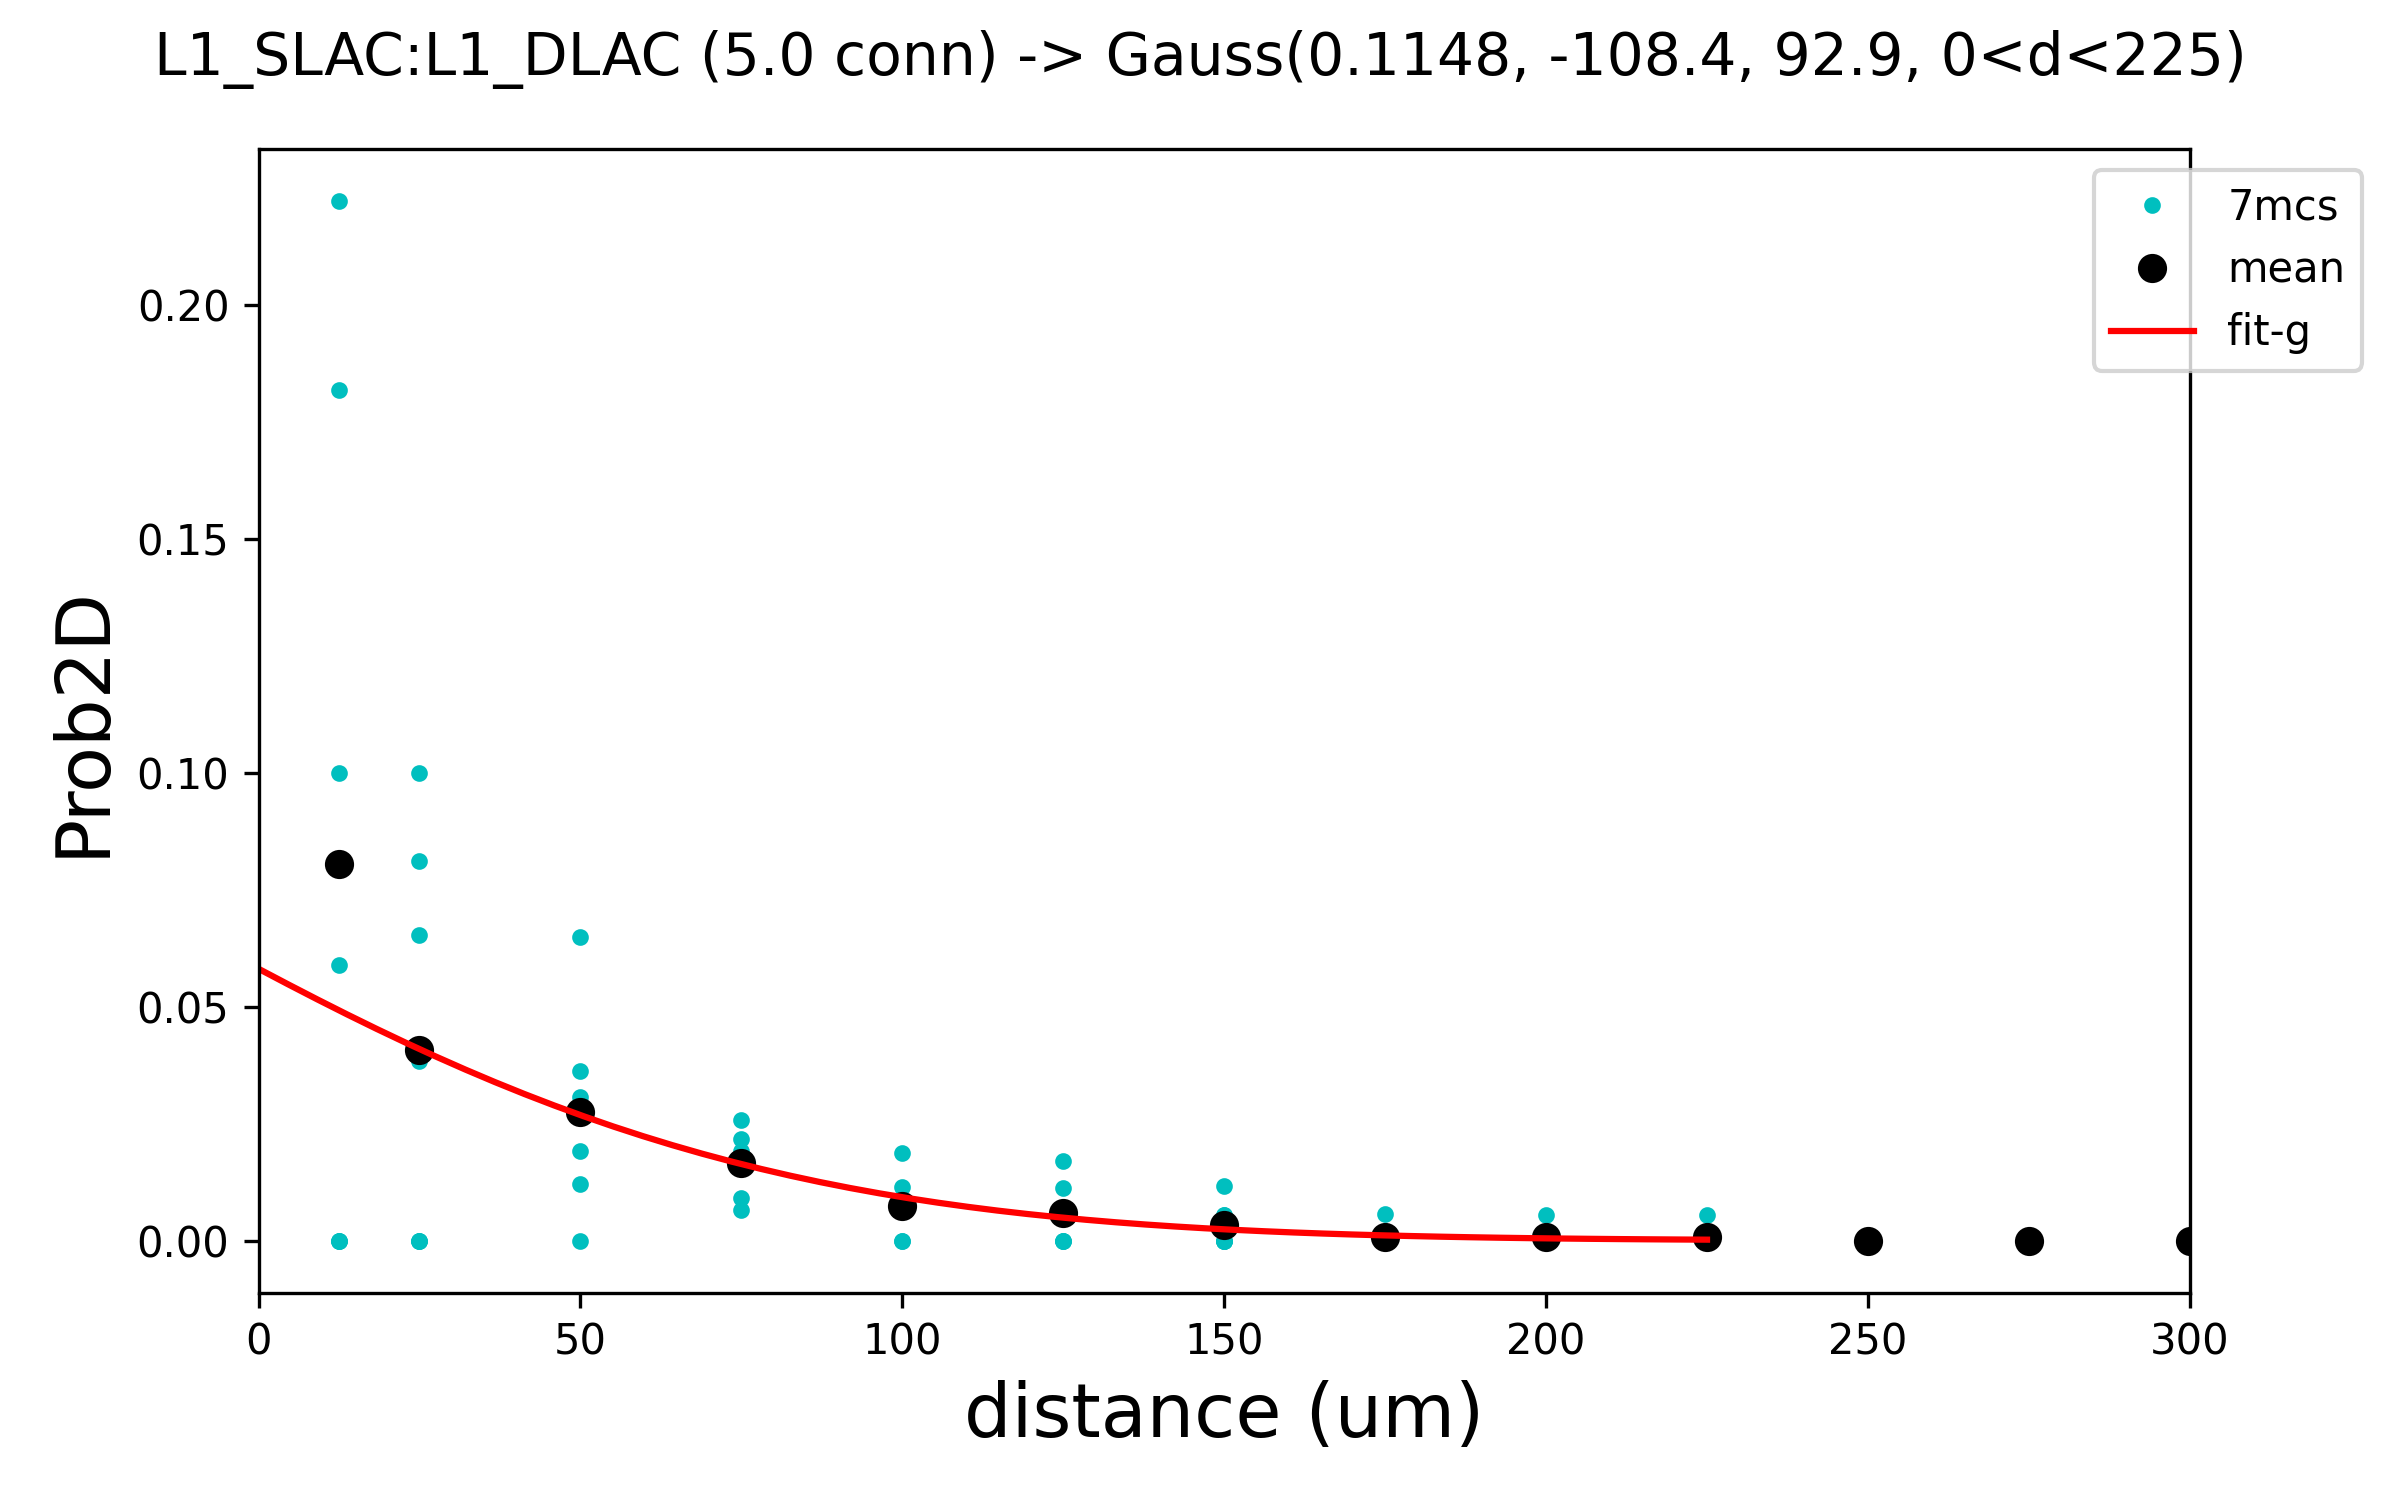 L1_SLAC:L1_DLAC (5.0 conn) -> Gauss(0.1148, -108.4, 92.9, 0<d<225)
7mcs
mean
fit-g
0.20
0.15
0.10
0.05
0.00
Prob2D
0 50 100 150 200 250 300
distance (um)